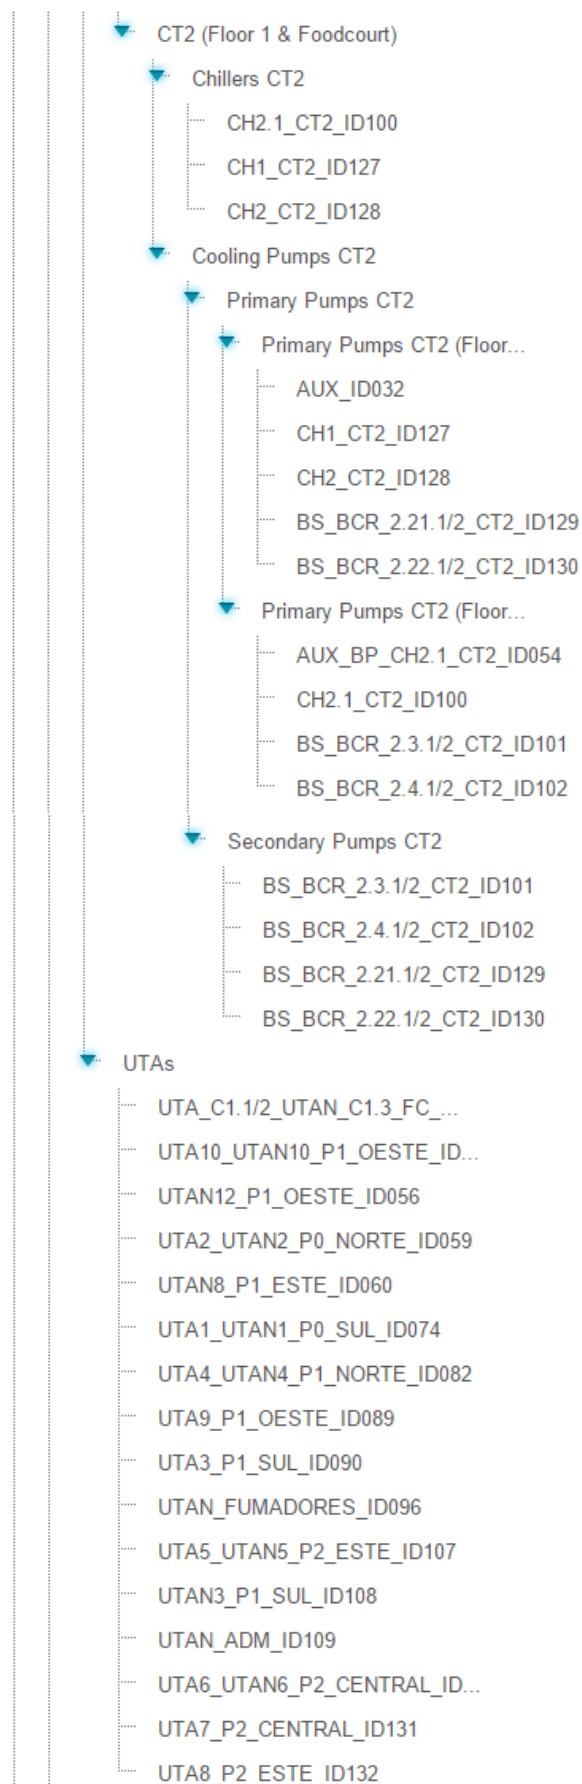 CT2 (Floor 1 & Foodcourt)
Chillers CT2
CH2.1_CT2_ID100
CH1_CT2_ID127
CH2_CT2_ID128
Cooling Pumps CT2
Primary Pumps CT2
Primary Pumps CT2 (Floor...
AUX_ID032
CH1_CT2_ID127
CH2_CT2_ID128
BS_BCR_2.21.1/2_CT2_ID129
BS_BCR_2.22.1/2_CT2_ID130
Primary Pumps CT2 (Floor...
AUX_BP_CH2.1_CT2_ID054
CH2.1_CT2_ID100
BS_BCR_2.3.1/2_CT2_ID101
BS_BCR_2.4.1/2_CT2_ID102
Secondary Pumps CT2
BS_BCR_2.3.1/2_CT2_ID101
BS_BCR_2.4.1/2_CT2_ID102
BS_BCR_2.21.1/2_CT2_ID129
BS_BCR_2.22.1/2_CT2_ID130
UTAs
UTA_C1.1/2_UTAN_C1.3_FC_...
UTA10_UTAN10_P1_OESTE_ID...
UTAN12_P1_OESTE_ID056
UTA2_UTAN2_P0_NORTE_ID059
UTAN8_P1_ESTE_ID060
UTA1_UTAN1_P0_SUL_ID074
UTA4_UTAN4_P1_NORTE_ID082
UTA9_P1_OESTE_ID089
UTA3_P1_SUL_ID090
UTAN_FUMADORES_ID096
UTA5_UTAN5_P2_ESTE_ID107
UTAN3_P1_SUL_ID108
UTAN_ADM_ID109
UTA6_UTAN6_P2_CENTRAL_ID...
UTA7_P2_CENTRAL_ID131
UTA8_P2_ESTE_ID132